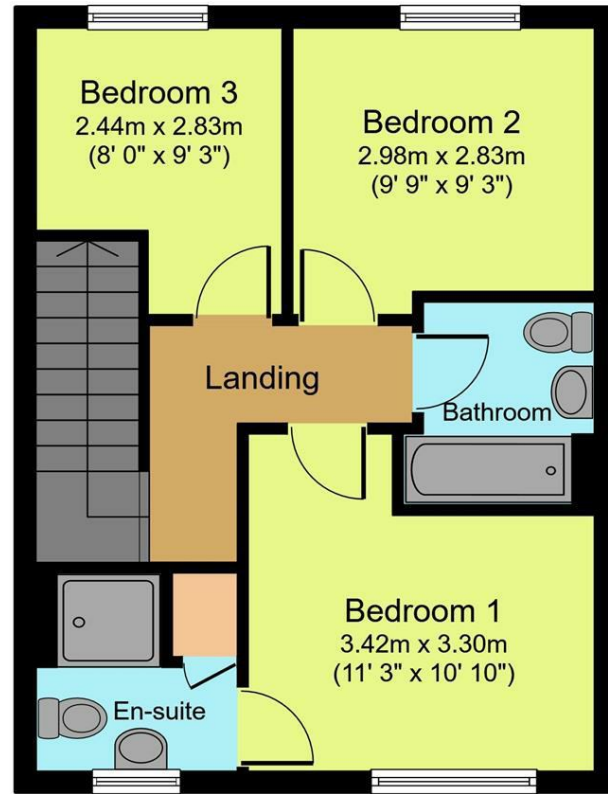 Bedroom 3
2.44m x 2.83m
(8' 0" x 9' 3")
Bedroom 2
2.98m x 2.83m
(9' 9" x 9' 3")
Landing
Bathroom
Bedroom 1
3.42m x 3.30m
(11' 3" x 10' 10")
En-suite